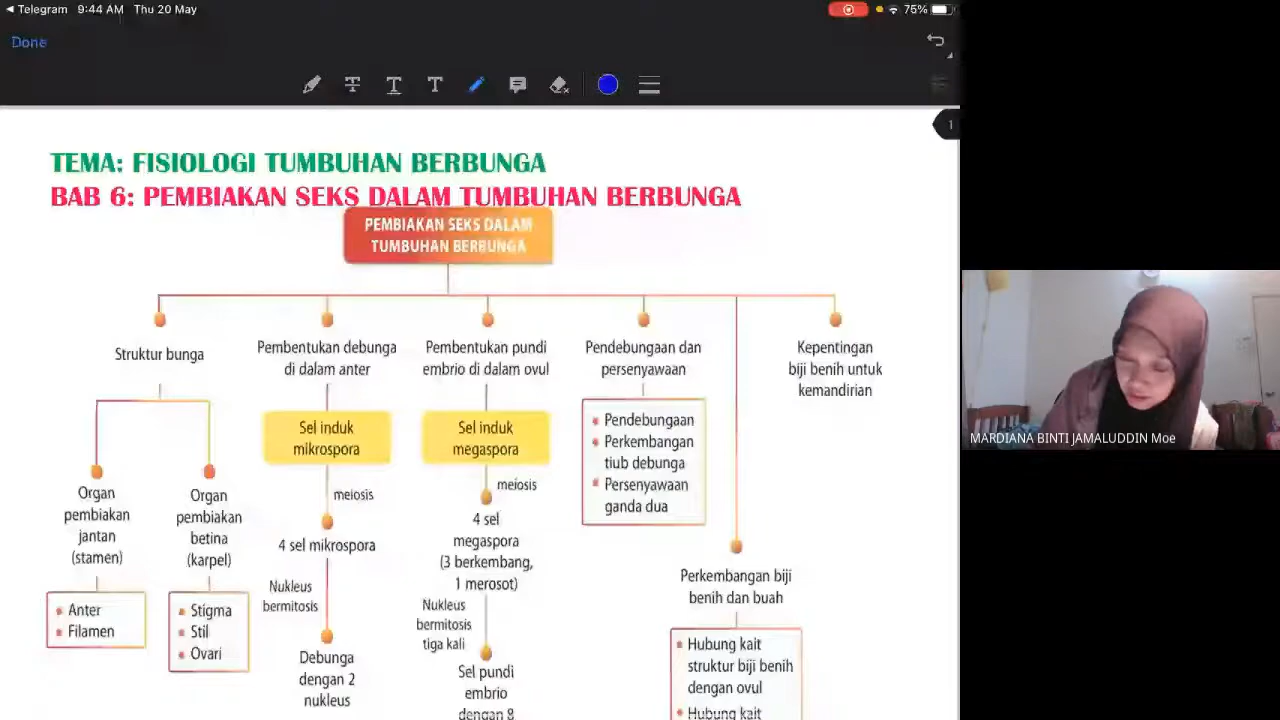 Telegram 9:44 AM Thu 20 May
75%
Done
T T T
1
TEMA: FISIOLOGI TUMBUHAN BERBUNGA
BAB 6: PEMBIAKAN SEKS DALAM TUMBUHAN BERBUNGA
PEMBIAKAN SEKS DALAM
TUMBUHAN BERBUNGA
Struktur bunga
Organ
pembiakan
jantan
(stamen)
Anter
Filamen
Organ
pembiakan
betina
(karpel)
Stigma
Stil
Ovari
Pembentukan debunga
di dalam anter
Sel induk
mikrospora
meiosis
4 sel mikrospora
Nukleus
bermitosis
Debunga
dengan 2
nukleus
Pembentukan pundi
embrio di dalam ovul
Sel induk
megaspora
meiosis
4 sel
megaspora
(3 berkembang,
1 merosot)
Nukleus
bermitosis
tiga kali
Sel pundi
embrio
dengan 8
Pendebungaan dan
persenyawaan
Pendebungaan
Perkembangan
tiub debunga
Persenyawaan
ganda dua
Perkembangan biji
benih dan buah
Hubung kait
struktur biji benih
dengan ovul
Hubung kait
Kepentingan
biji benih untuk
kemandirian
MARDIANA BINTI JAMALUDDIN Moe